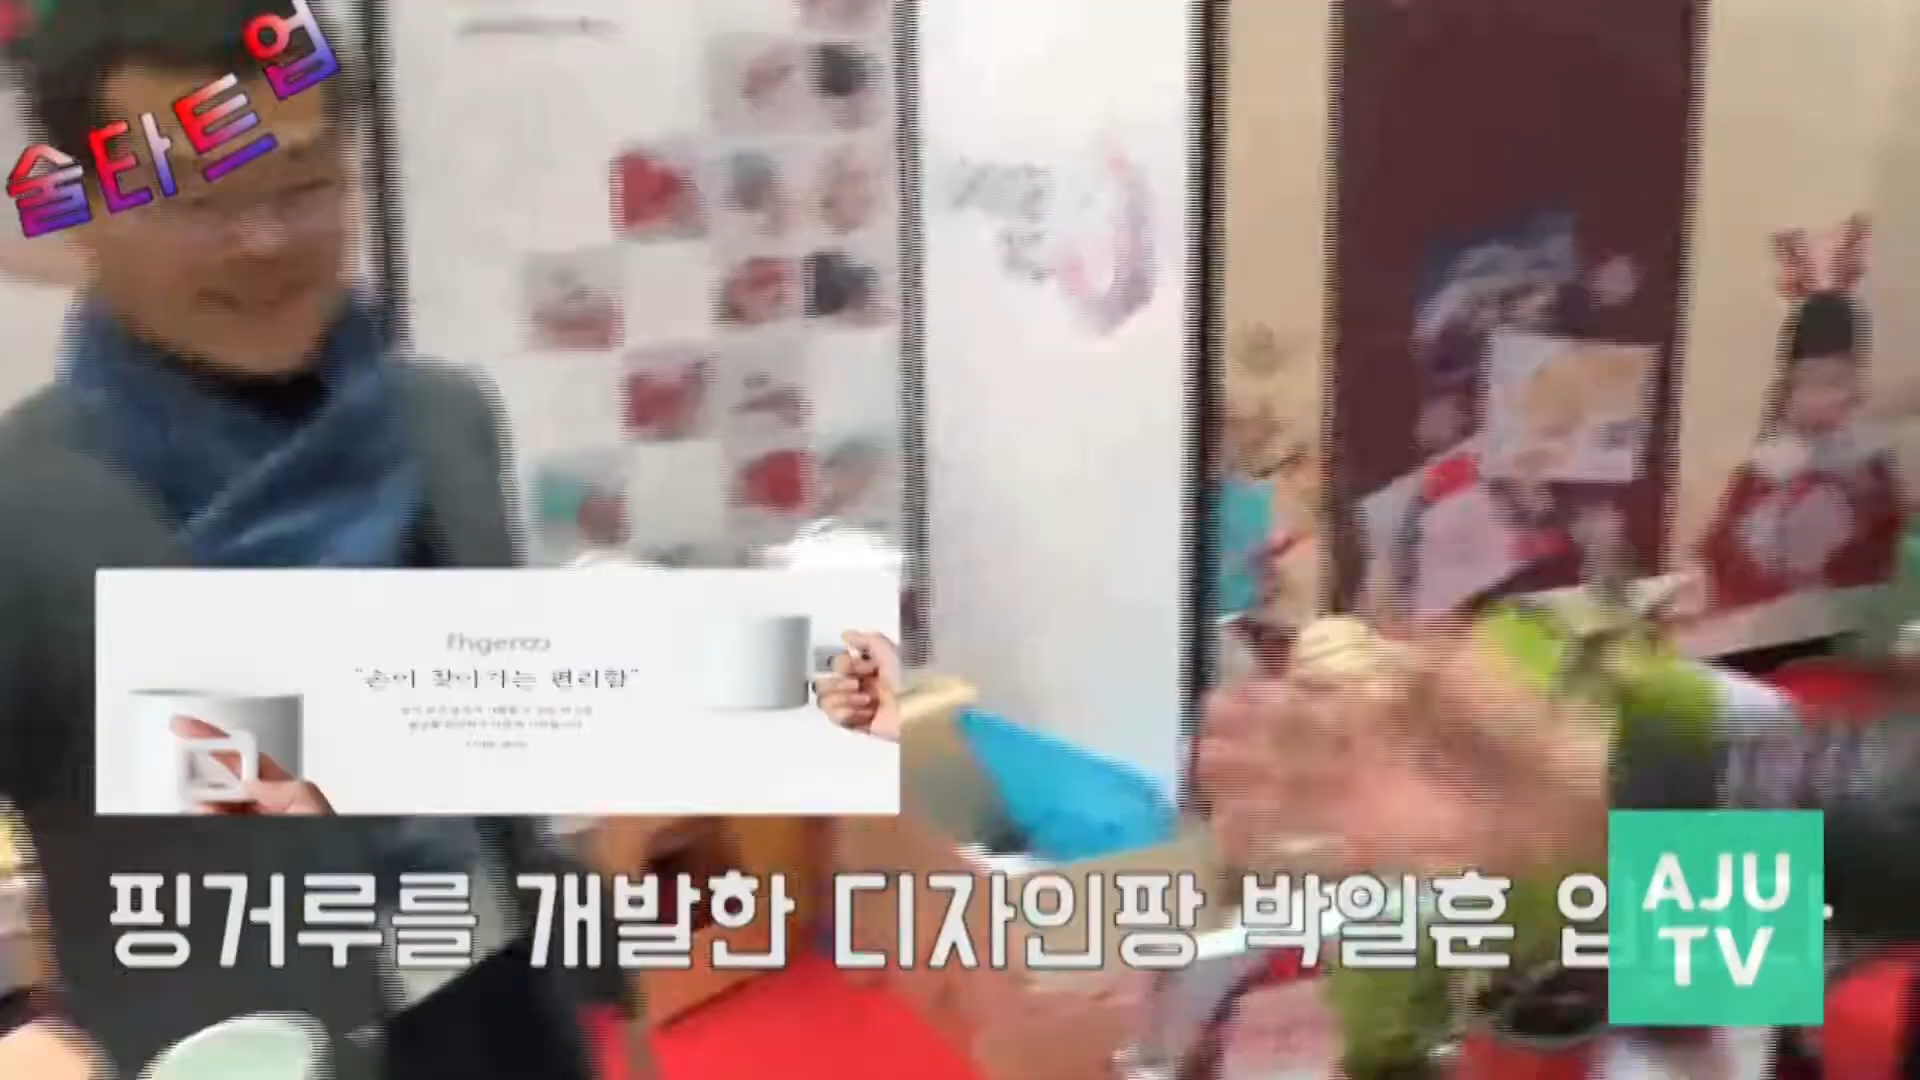 술타트업
fhgeroo
"손이 찾아가는 편리함"
핑거루를 개발한 디자인팡 박일훈 입
AJU
TV